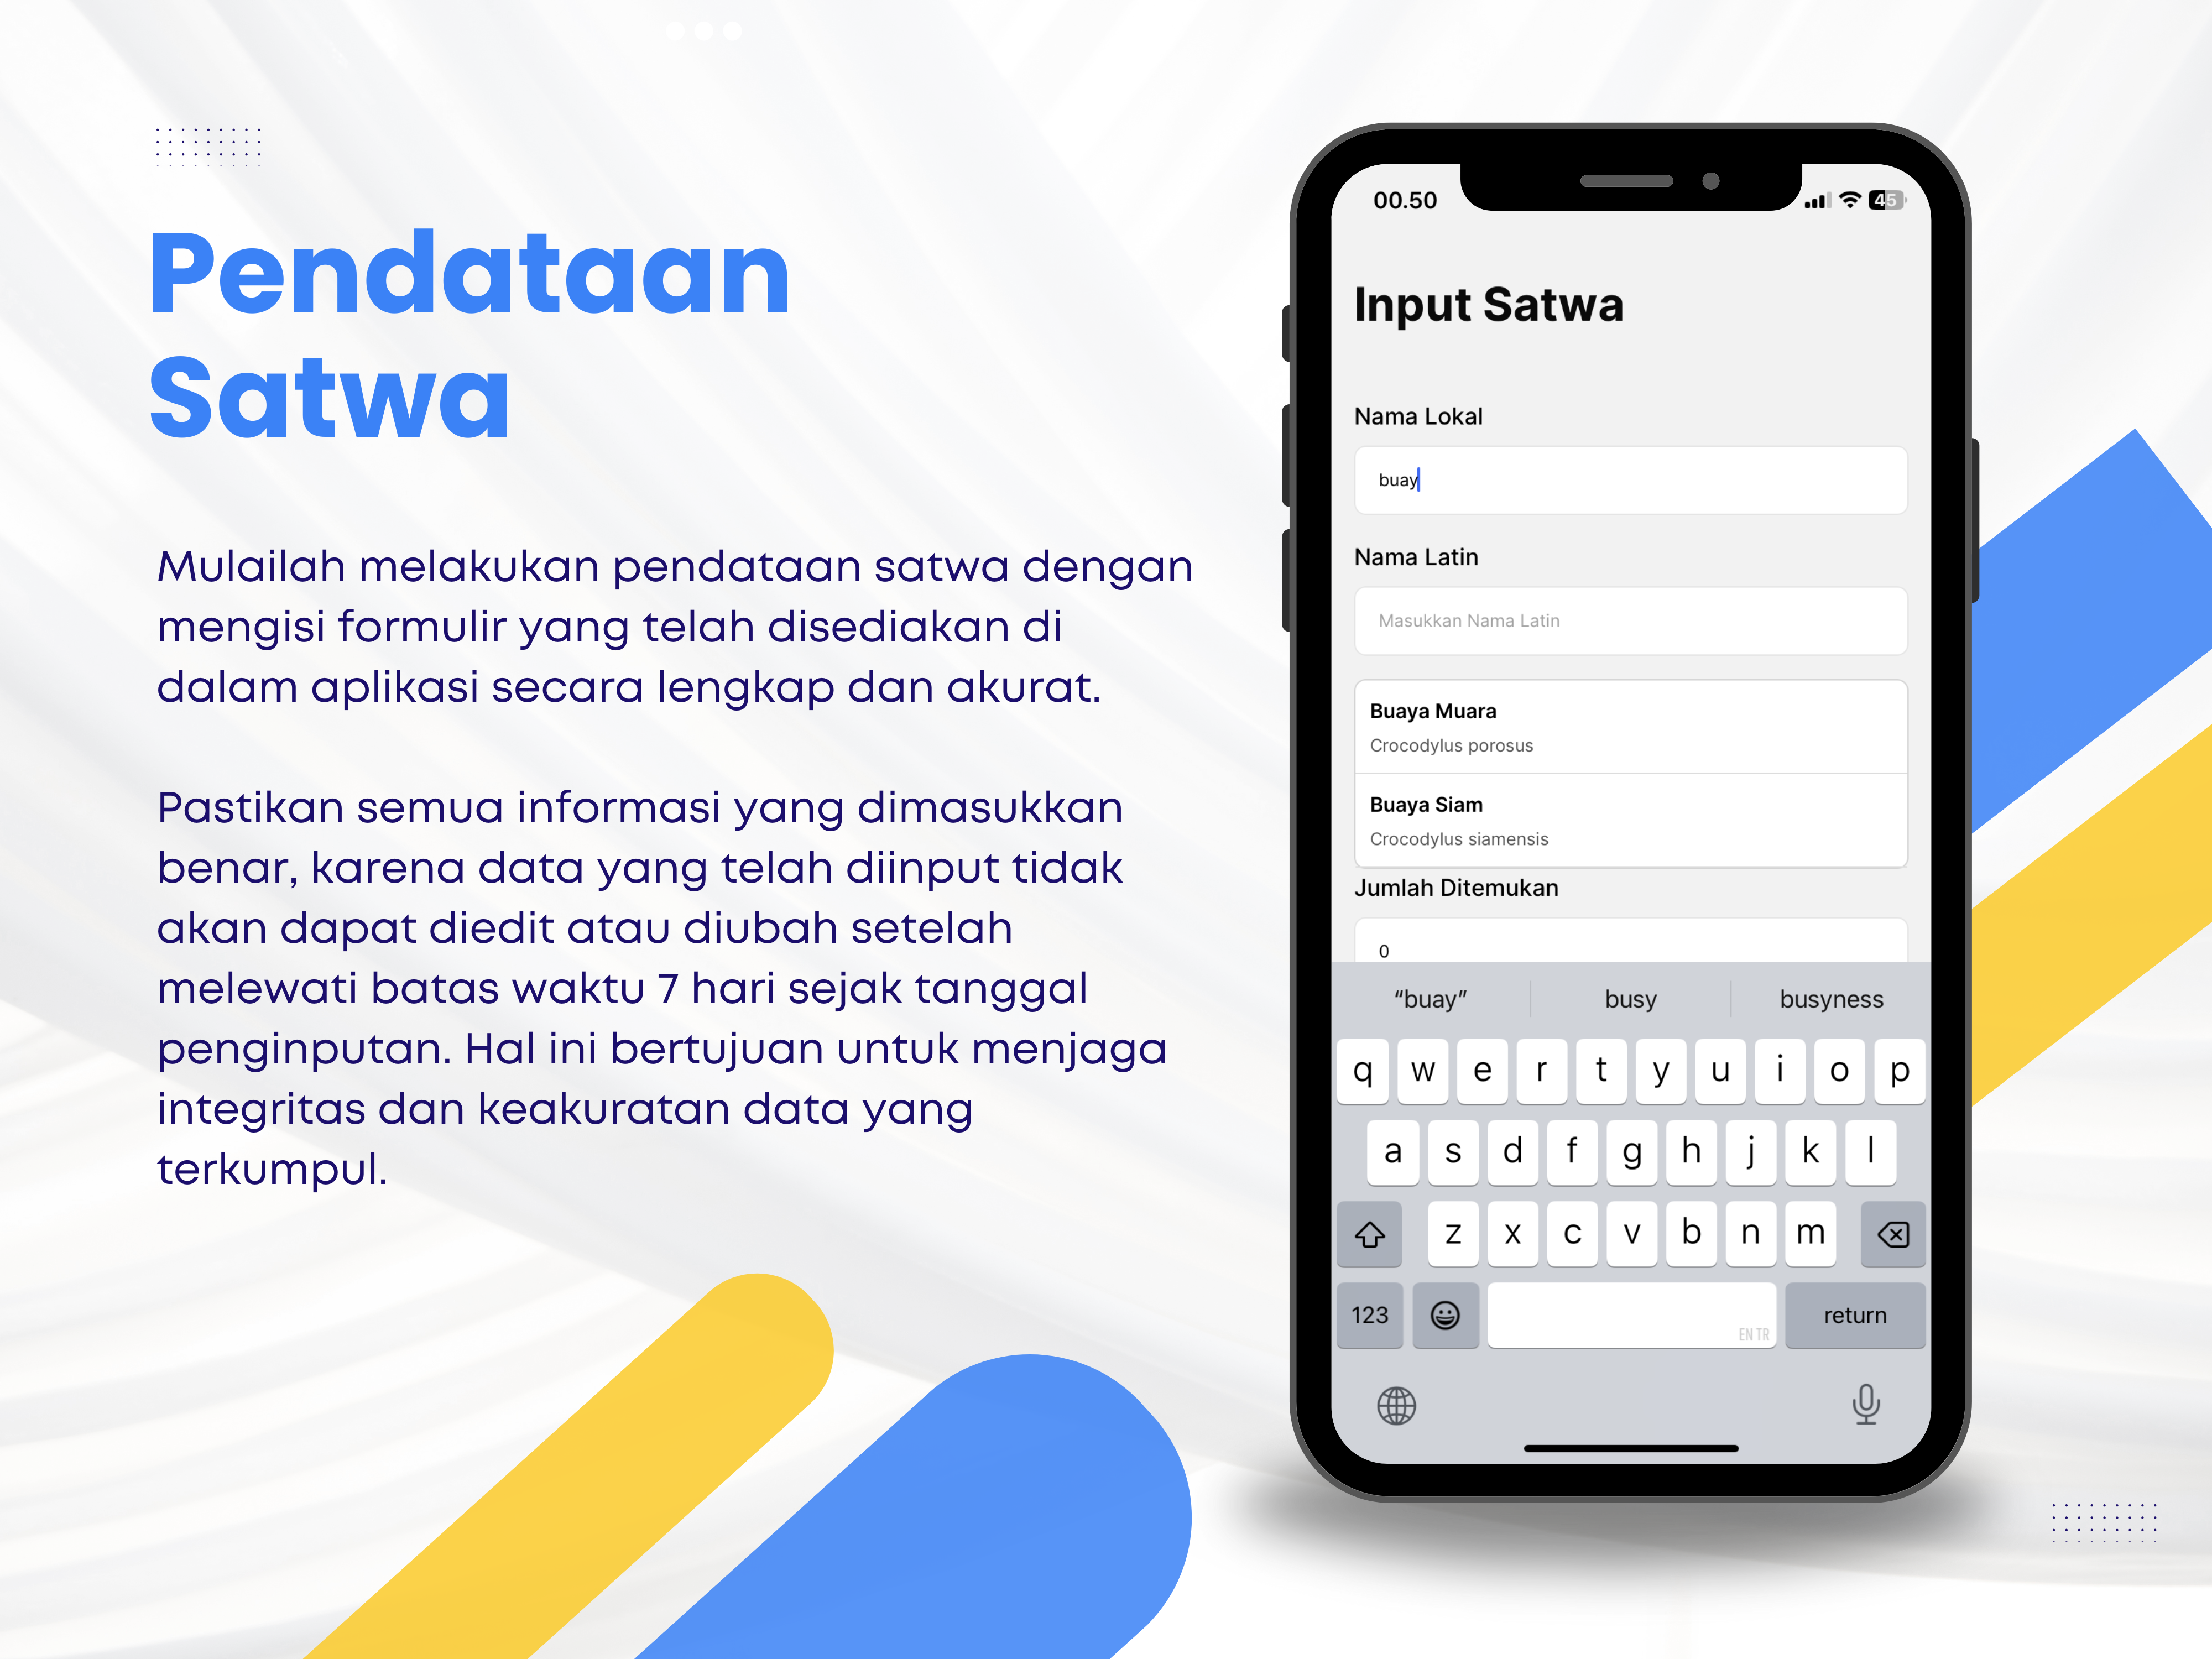 Pendataan
Satwa
Mulailah melakukan pendataan satwa dengan
mengisi formulir yang telah disediakan di
dalam aplikasi secara lengkap dan akurat.
Pastikan semua informasi yang dimasukkan
benar, karena data yang telah diinput tidak
akan dapat diedit atau diubah setelah
melewati batas waktu 7 hari sejak tanggal
penginputan. Hal ini bertujuan untuk menjaga
integritas dan keakuratan data yang
terkumpul.
00.50 45
Input Satwa
Nama Lokal
buay
Nama Latin
Masukkan Nama Latin
Buaya Muara
Crocodylus porosus
Buaya Siam
Crocodylus siamensis
Jumlah Ditemukan
0
“buay” busy busyness
q w e r t y u i o p
a s d f g h j k l
z x c v b n m
123 EN TR return